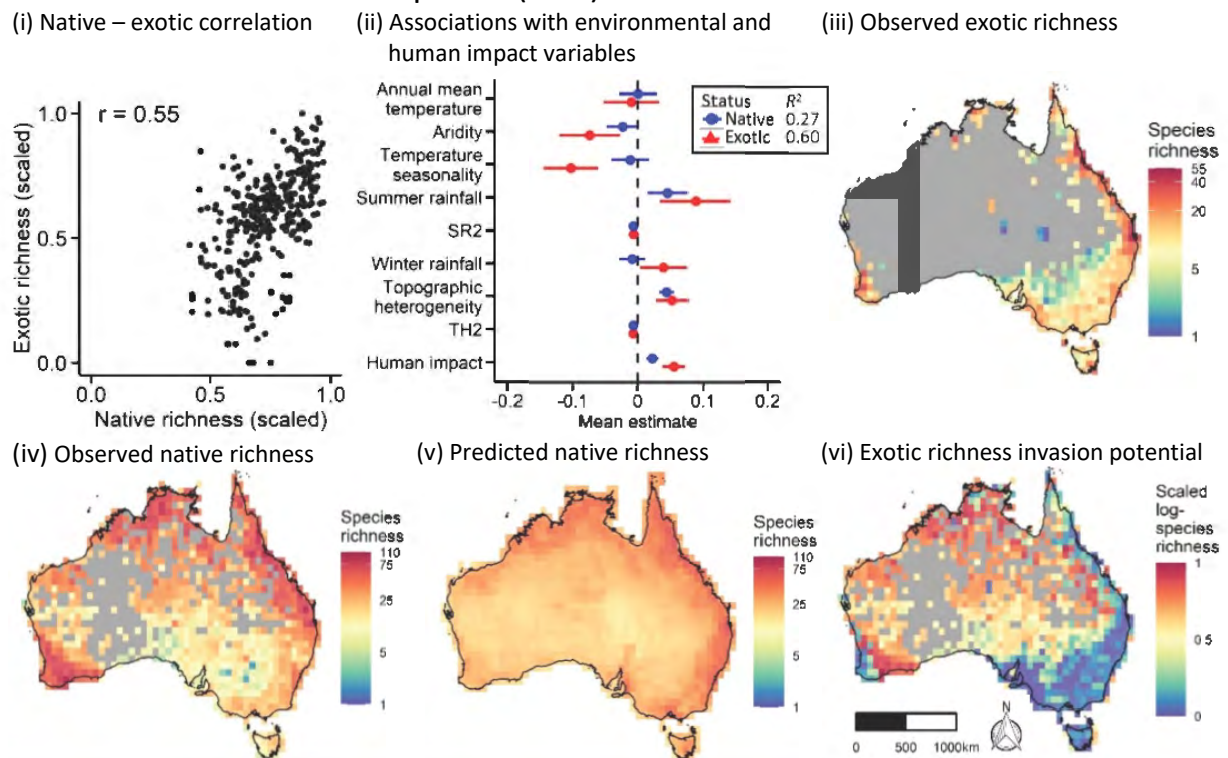 (i) Native – exotic correlation
(ii) Associations with environmental and
human impact variables
(iii) Observed exotic richness
r = 0.55
1.0
0.5
0.0
Exotic richness (scaled)
0.0
0.5
1.0
Native richness (scaled)
Annual mean
temperature
Aridity
Temperature
seasonality
Summer rainfall
SR2
Winter rainfall
Topographic
heterogeneity
TH2
Human impact
Status R²
Native 0.27
Exotic 0.60
-0.2
-0.1
0
0.1
0.2
Mean estimate
Species
richness
55
40
20
5
1
(iv) Observed native richness
(v) Predicted native richness
(vi) Exotic richness invasion potential
Species
richness
110
75
25
5
1
Species
richness
110
75
25
5
1
Scaled
log-
species
richness
1
0 5
0
N
0 500 1000km